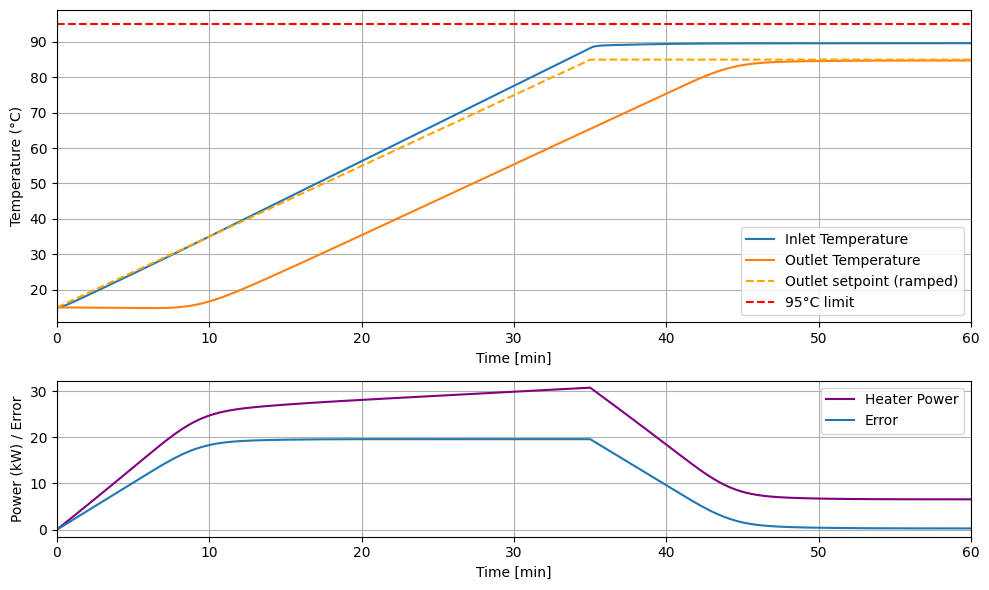 Temperature (°C)
90
80
70
60
50
40
30
20
Inlet Temperature
Outlet Temperature
Outlet setpoint (ramped)
95°C limit
0 10 20 30 40 50 60
Time [min]
Power (kW) / Error
30
20
10
0
Heater Power
Error
0 10 20 30 40 50 60
Time [min]